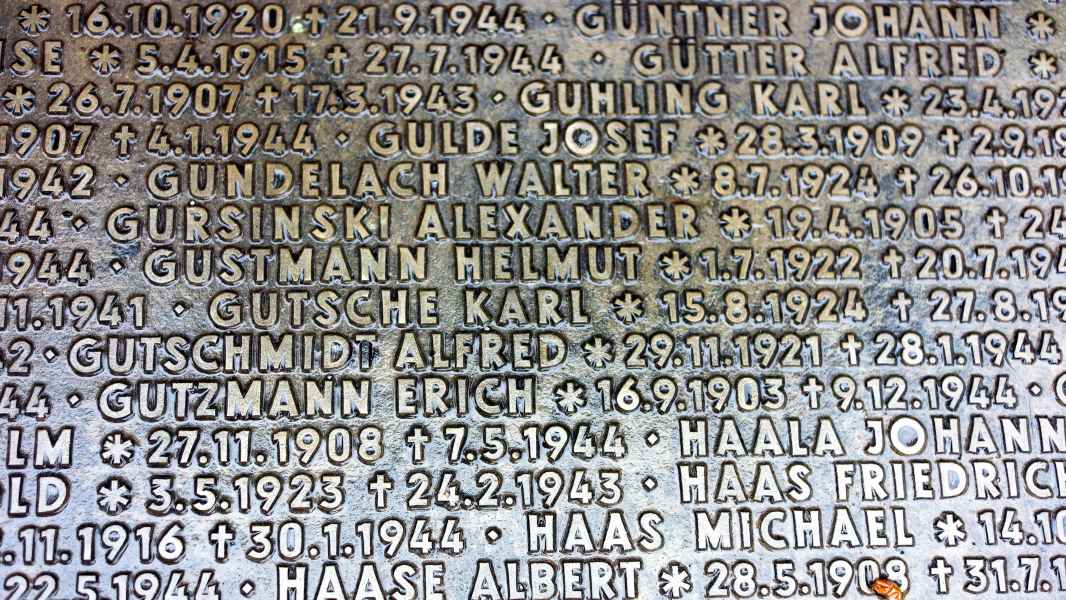 * 16.10.1920 † 21.9.1944 · GÜNTNER JOHANN *
SE * 5.4.1915 † 27.7.1944 · GÜTTER ALFRED *
* 26.7.1907 † 17.3.1943 · GUHLING KARL * 23.4.19
1907 † 4.1.1944 · GULDE JOSEF * 28.3.1909 † 2.9.19
1942 · GUNDELACH WALTER * 8.7.1924 † 26.10.1
44 · GURSINSKI ALEXANDER * 19.4.1905 † 24
1944 · GUSTMANN HELMUT * 1.7.1922 † 20.7.194
11.1941 · GUTSCHE KARL * 15.8.1924 † 27.8.19
2 · GUTSCHMIDT ALFRED * 29.11.1921 † 28.1.1944
44 · GUTZMANN ERICH * 16.9.1903 † 9.12.1944 ·
LM * 27.11.1908 † 7.5.1944 · HAALA JOHANN
LD * 3.5.1923 † 24.2.1943 · HAAS FRIEDRICH
.11.1916 † 30.1.1944 · HAAS MICHAEL * 14.10
22.5.1944 · HAASE ALBERT * 28.5.1908 † 31.7.1